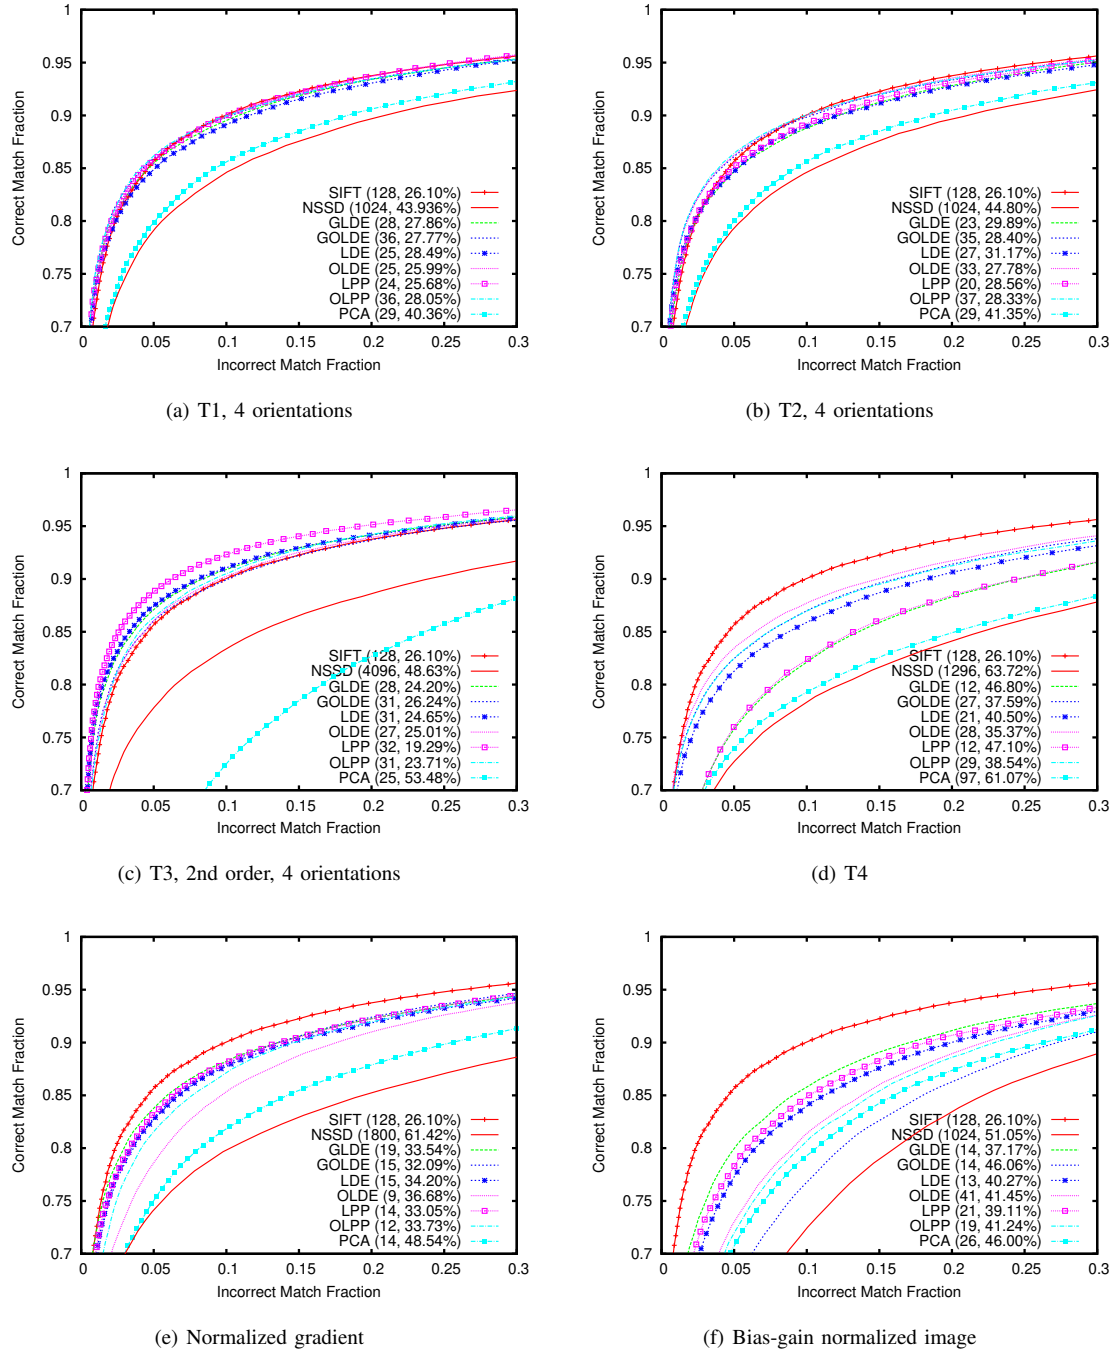 1
0.95
0.9
0.85
0.8
0.75
0.7
Correct Match Fraction
SIFT (128, 26.10%)
NSSD (1024, 43.936%)
GLDE (28, 27.86%)
GOLDE (36, 27.77%)
LDE (25, 28.49%)
OLDE (25, 25.99%)
LPP (24, 25.68%)
OLPP (36, 28.05%)
PCA (29, 40.36%)
0 0.05 0.1 0.15 0.2 0.25 0.3
Incorrect Match Fraction
(a) T1, 4 orientations
1
0.95
0.9
0.85
0.8
0.75
0.7
Correct Match Fraction
SIFT (128, 26.10%)
NSSD (1024, 44.80%)
GLDE (23, 29.89%)
GOLDE (35, 28.40%)
LDE (27, 31.17%)
OLDE (33, 27.78%)
LPP (20, 28.56%)
OLPP (37, 28.33%)
PCA (29, 41.35%)
0 0.05 0.1 0.15 0.2 0.25 0.3
Incorrect Match Fraction
(b) T2, 4 orientations
1
0.95
0.9
0.85
0.8
0.75
0.7
Correct Match Fraction
SIFT (128, 26.10%)
NSSD (4096, 48.63%)
GLDE (28, 24.20%)
GOLDE (31, 26.24%)
LDE (31, 24.65%)
OLDE (27, 25.01%)
LPP (32, 19.29%)
OLPP (31, 23.71%)
PCA (25, 53.48%)
0 0.05 0.1 0.15 0.2 0.25 0.3
Incorrect Match Fraction
(c) T3, 2nd order, 4 orientations
1
0.95
0.9
0.85
0.8
0.75
0.7
Correct Match Fraction
SIFT (128, 26.10%)
NSSD (1296, 63.72%)
GLDE (12, 46.80%)
GOLDE (27, 37.59%)
LDE (21, 40.50%)
OLDE (28, 35.37%)
LPP (12, 47.10%)
OLPP (29, 38.54%)
PCA (97, 61.07%)
0 0.05 0.1 0.15 0.2 0.25 0.3
Incorrect Match Fraction
(d) T4
1
0.95
0.9
0.85
0.8
0.75
0.7
Correct Match Fraction
SIFT (128, 26.10%)
NSSD (1800, 61.42%)
GLDE (19, 33.54%)
GOLDE (15, 32.09%)
LDE (15, 34.20%)
OLDE (9, 36.68%)
LPP (14, 33.05%)
OLPP (12, 33.73%)
PCA (14, 48.54%)
0 0.05 0.1 0.15 0.2 0.25 0.3
Incorrect Match Fraction
(e) Normalized gradient
1
0.95
0.9
0.85
0.8
0.75
0.7
Correct Match Fraction
SIFT (128, 26.10%)
NSSD (1024, 51.05%)
GLDE (14, 37.17%)
GOLDE (14, 46.06%)
LDE (13, 40.27%)
OLDE (41, 41.45%)
LPP (21, 39.11%)
OLPP (19, 41.24%)
PCA (26, 46.00%)
0 0.05 0.1 0.15 0.2 0.25 0.3
Incorrect Match Fraction
(f) Bias-gain normalized image